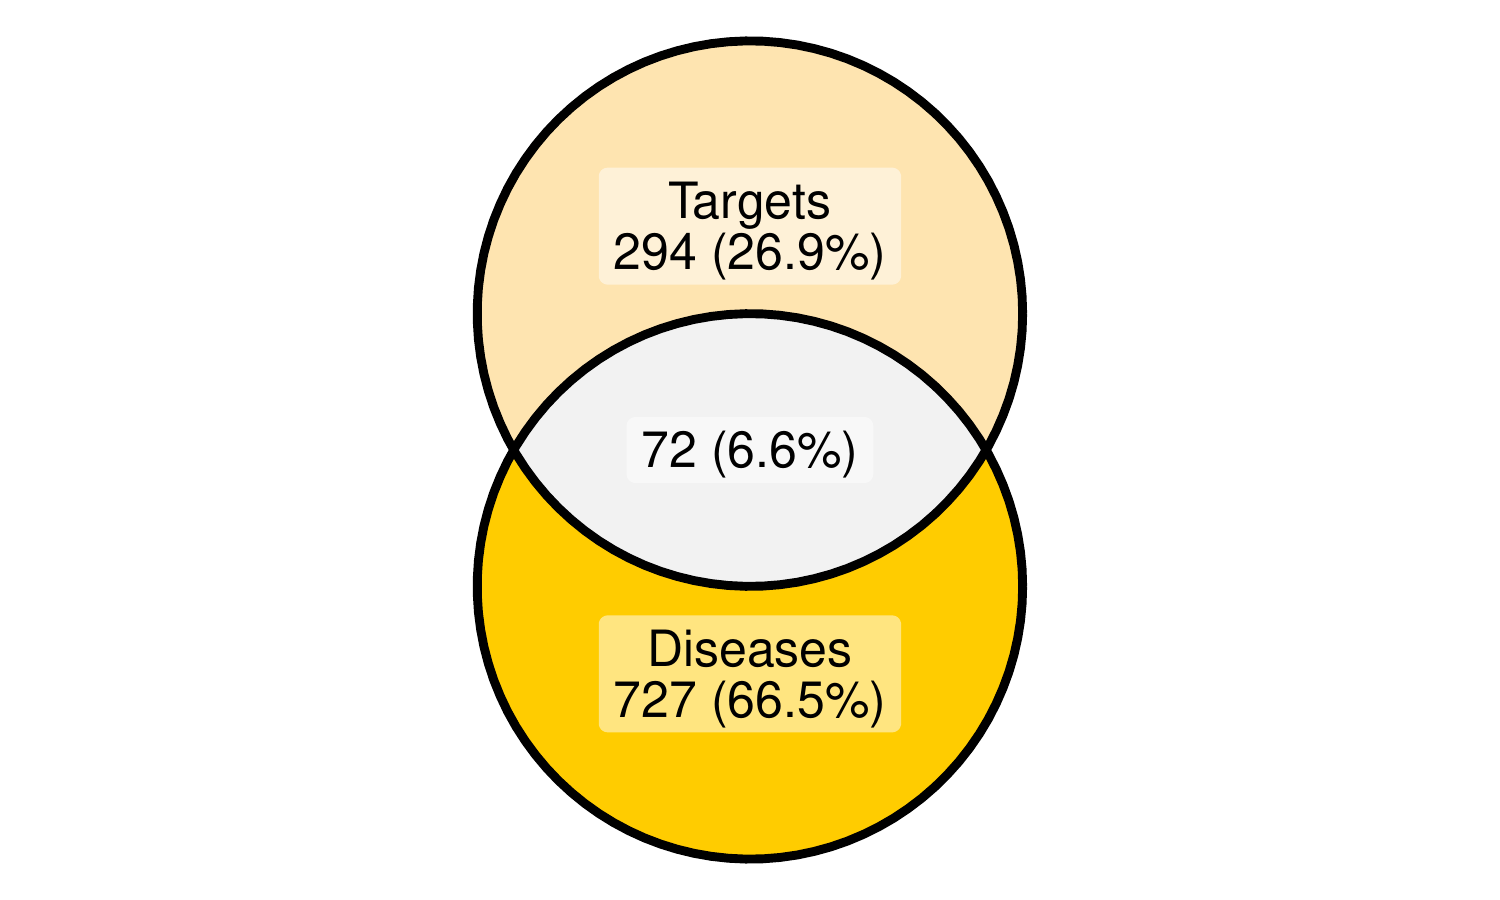 Targets
294 (26.9%)
72 (6.6%)
Diseases
727 (66.5%)